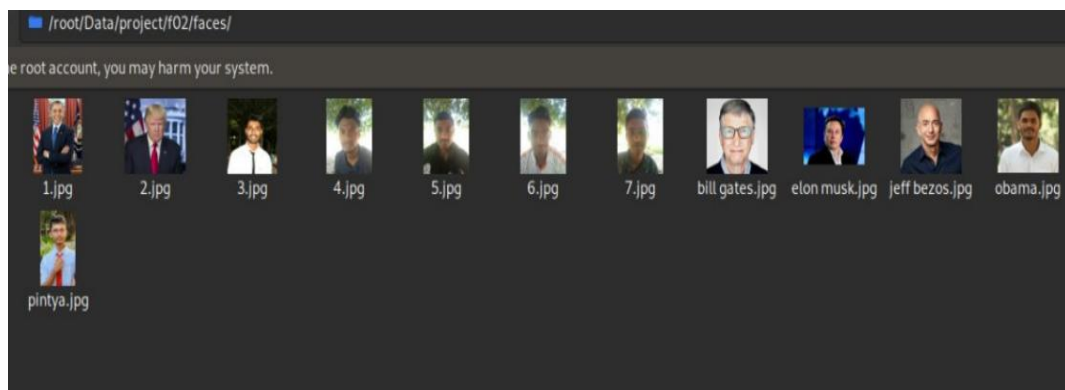 /root/Data/project/f02/faces/
e root account, you may harm your system.
1.jpg 2.jpg 3.jpg 4.jpg 5.jpg 6.jpg 7.jpg bill gates.jpg elon musk.jpg jeff bezos.jpg obama.jpg
pintya.jpg